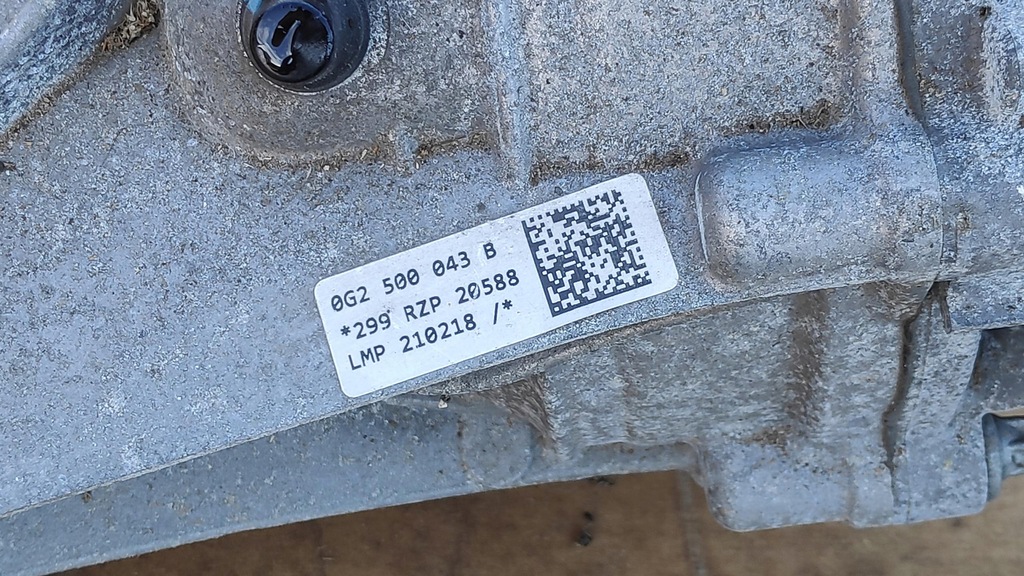 0G2 500 043 B
*299 RZP 20588
LMP 210218 /*